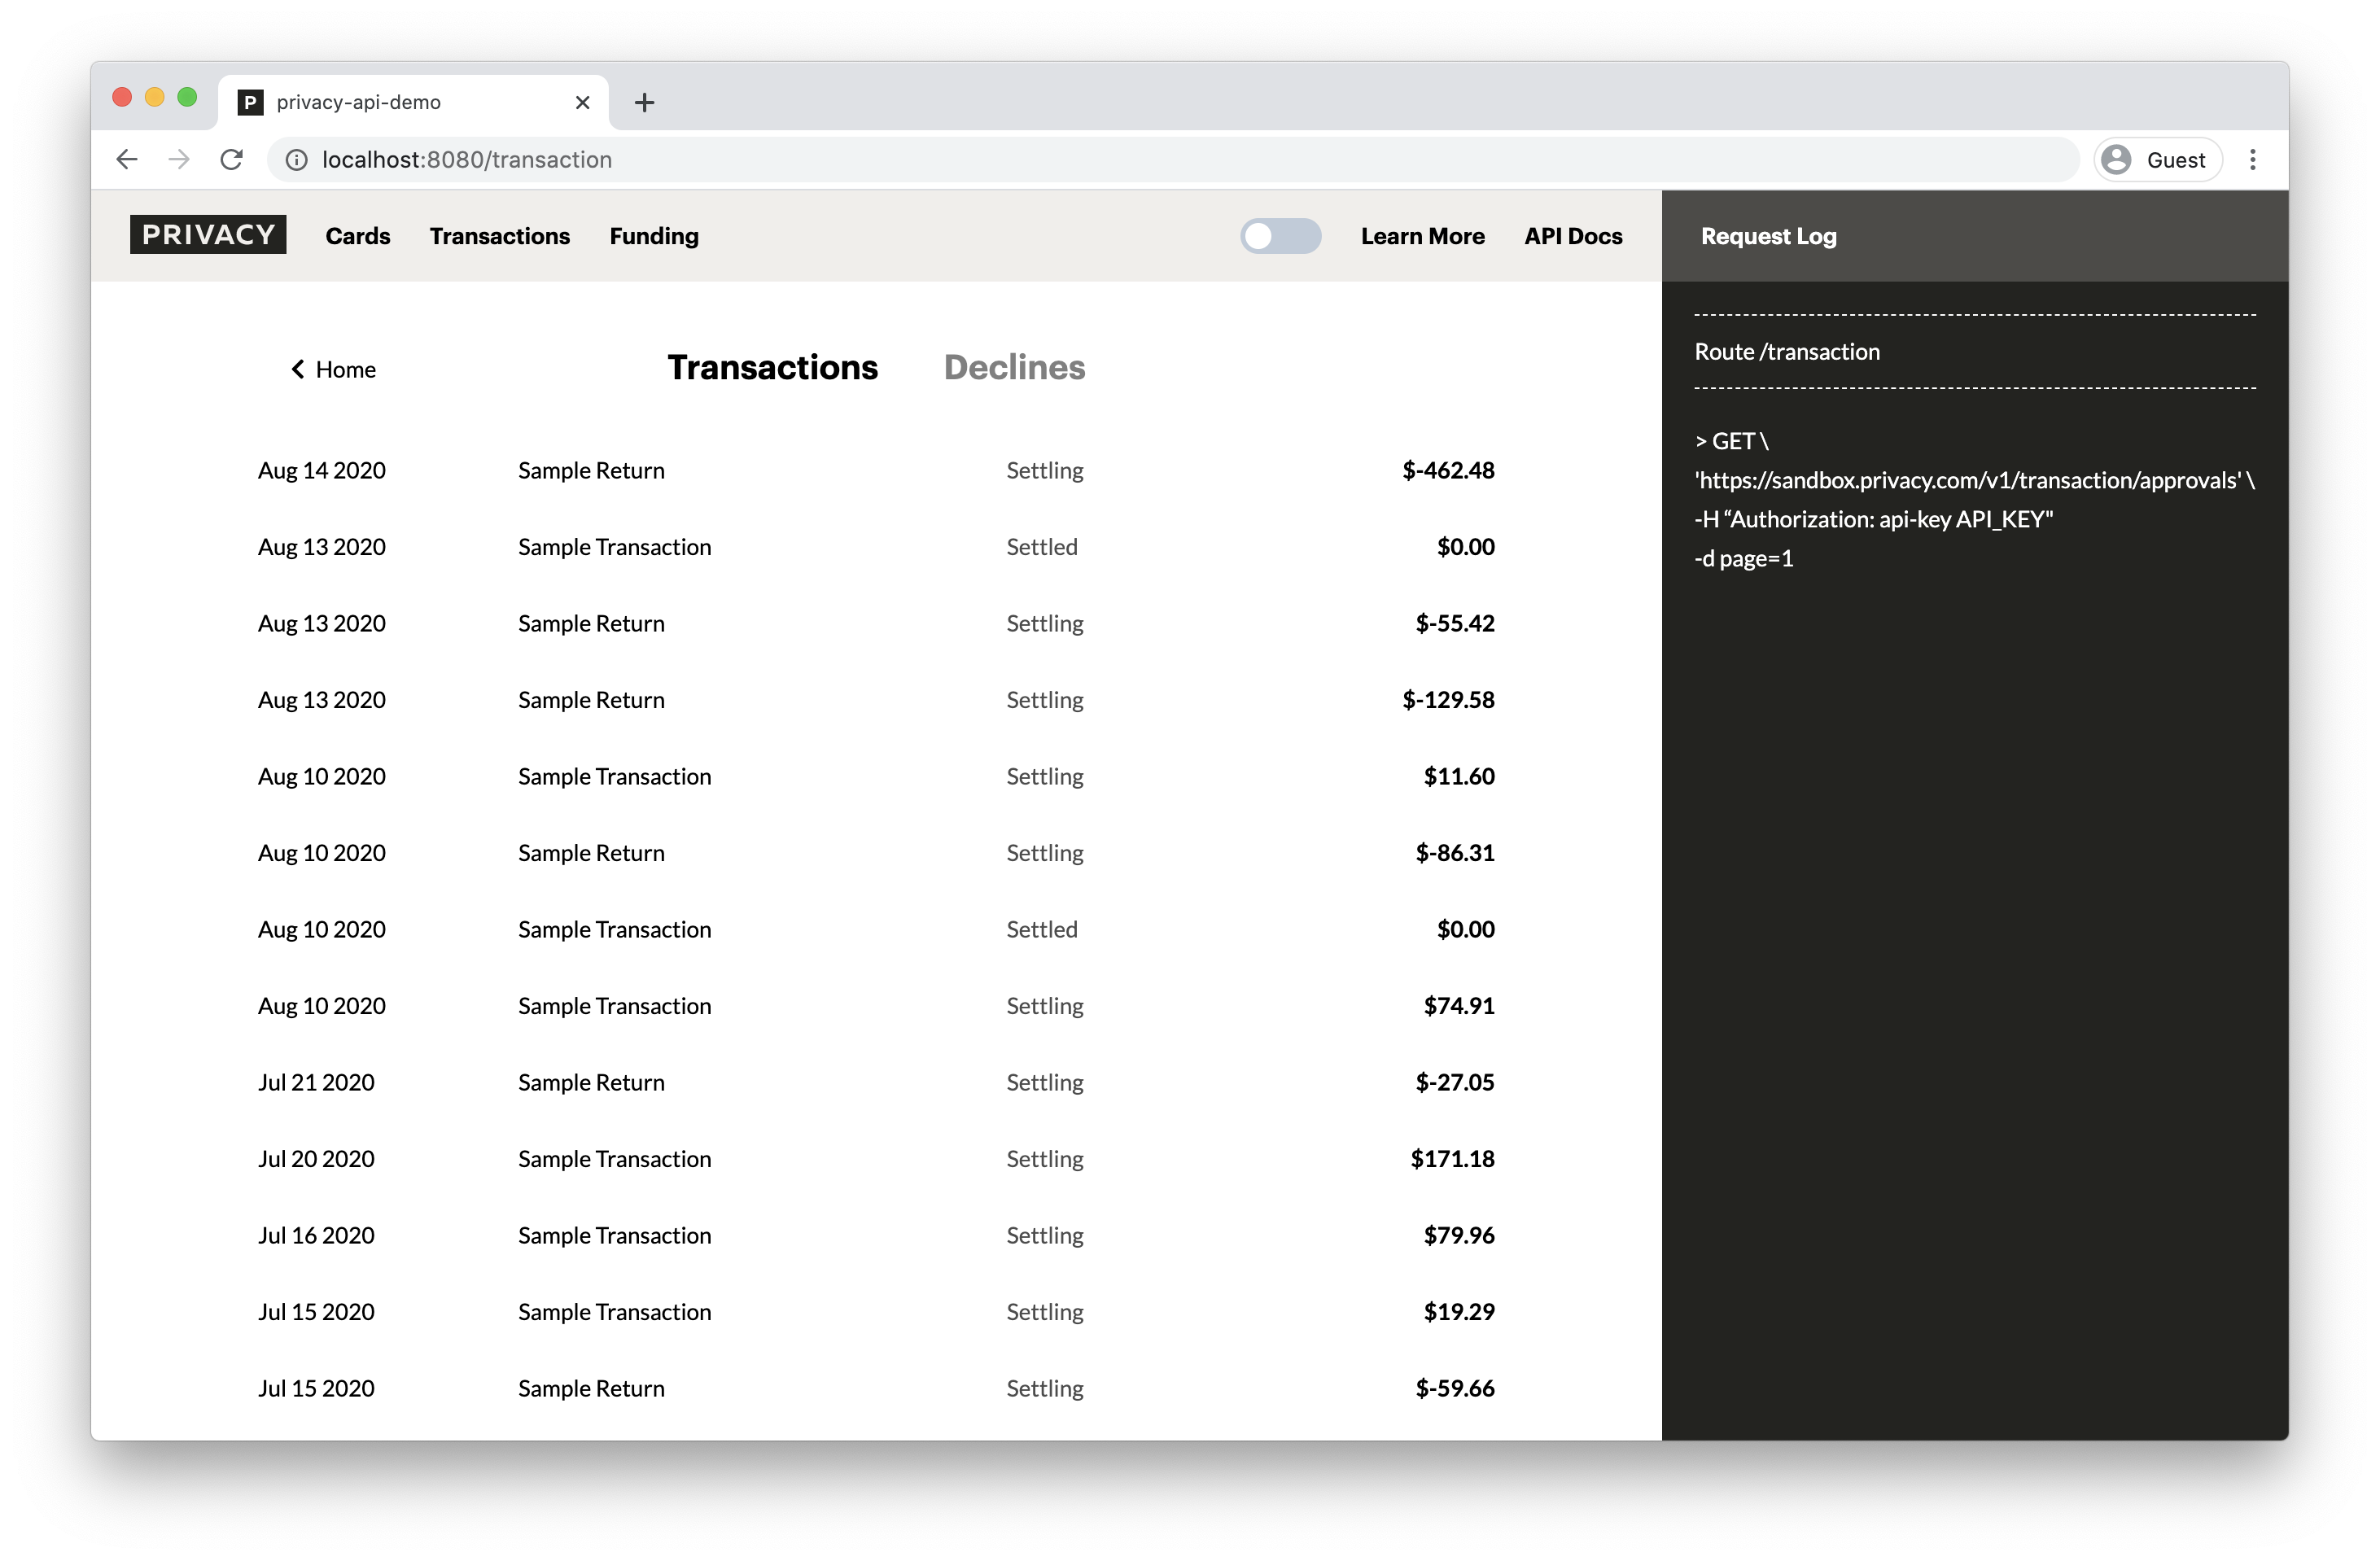 P privacy-api-demo
localhost:8080/transaction
Guest
PRIVACY Cards Transactions Funding Learn More API Docs Request Log
Home Transactions Declines
Aug 14 2020 Sample Return Settling $-462.48
Aug 13 2020 Sample Transaction Settled $0.00
Aug 13 2020 Sample Return Settling $-55.42
Aug 13 2020 Sample Return Settling $-129.58
Aug 10 2020 Sample Transaction Settling $11.60
Aug 10 2020 Sample Return Settling $-86.31
Aug 10 2020 Sample Transaction Settled $0.00
Aug 10 2020 Sample Transaction Settling $74.91
Jul 21 2020 Sample Return Settling $-27.05
Jul 20 2020 Sample Transaction Settling $171.18
Jul 16 2020 Sample Transaction Settling $79.96
Jul 15 2020 Sample Transaction Settling $19.29
Jul 15 2020 Sample Return Settling $-59.66
Route /transaction
> GET \
'https://sandbox.privacy.com/v1/transaction/approvals' \
-H “Authorization: api-key API_KEY"
-d page=1